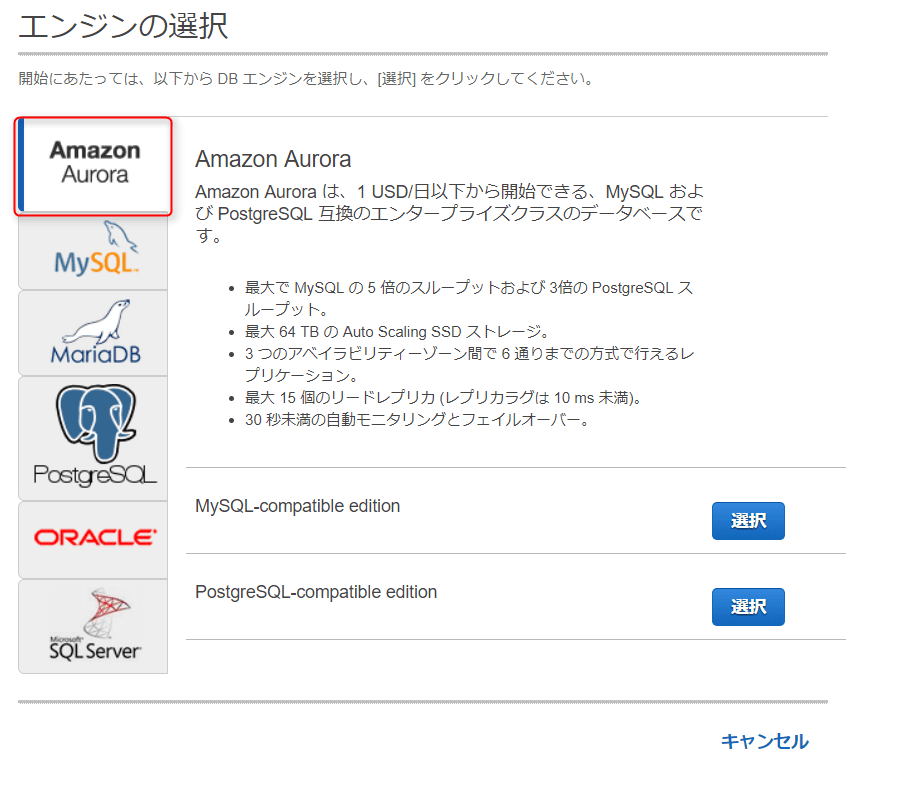 エンジンの選択
開始にあたっては、以下から DB エンジンを選択し、[選択] をクリックしてください。
Amazon
Aurora
MySQL™
MariaDB
PostgreSQL
ORACLE®
Microsoft®
SQL Server®
Amazon Aurora
Amazon Aurora は、1 USD/日以下から開始できる、MySQL およ
び PostgreSQL 互換のエンタープライズクラスのデータベースで
す。
• 最大で MySQL の 5 倍のスループットおよび 3倍の PostgreSQL ス
ループット。
• 最大 64 TB の Auto Scaling SSD ストレージ。
• 3 つのアベイラビリティーゾーン間で 6 通りまでの方式で行えるレ
プリケーション。
• 最大 15 個のリードレプリカ (レプリカラグは 10 ms 未満)。
• 30 秒未満の自動モニタリングとフェイルオーバー。
MySQL-compatible edition
選択
PostgreSQL-compatible edition
選択
キャンセル